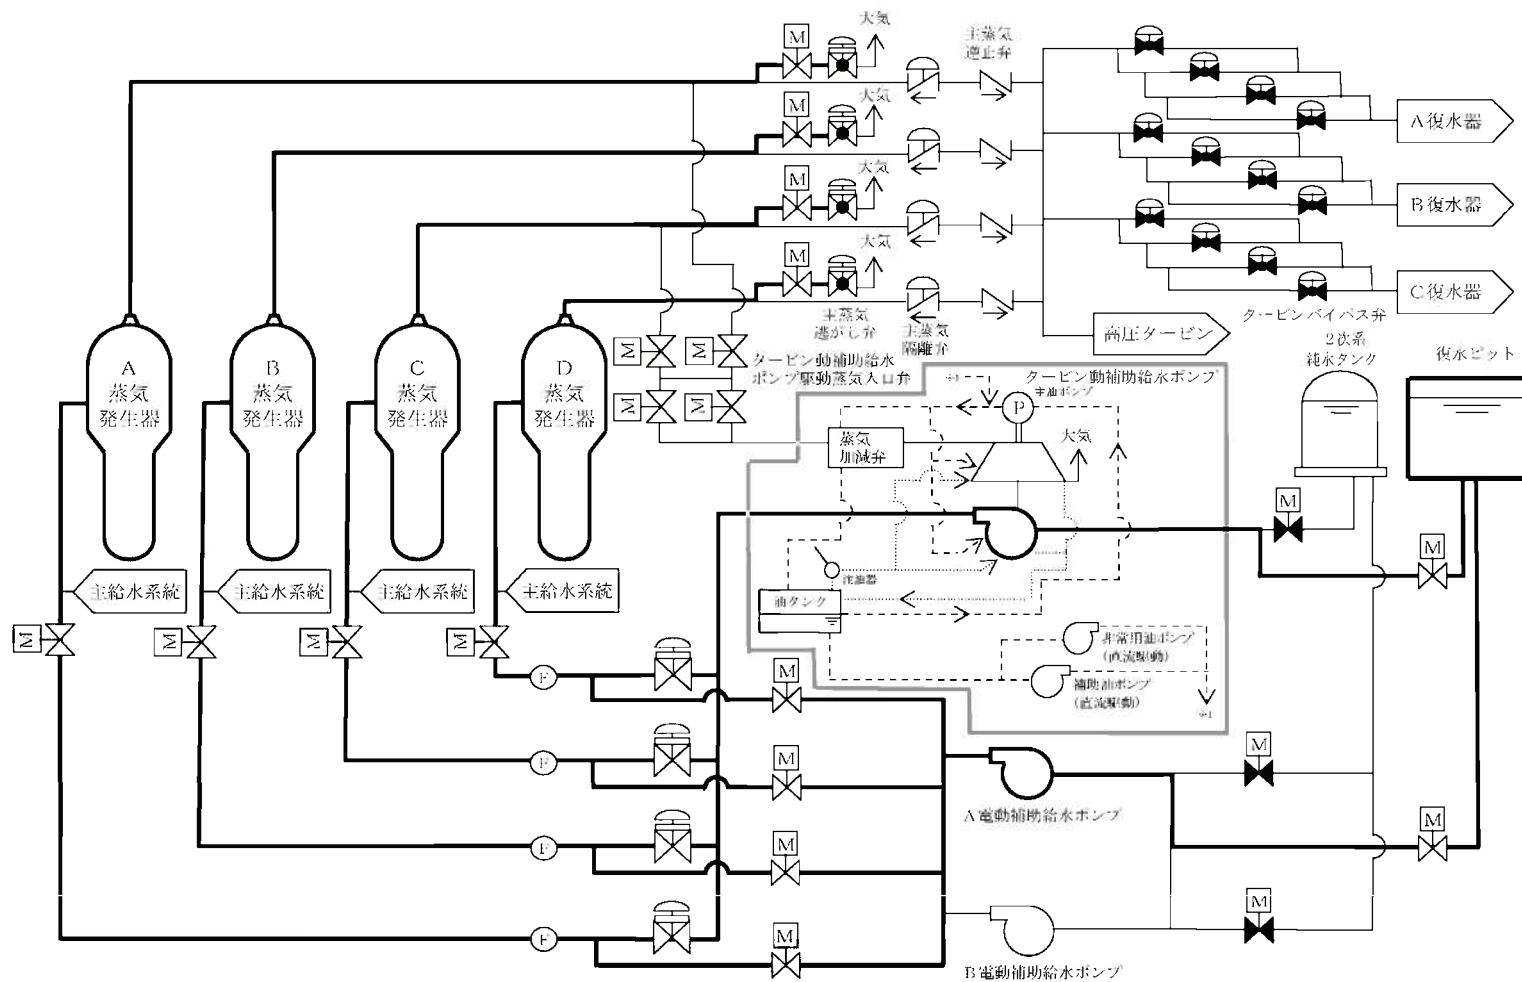 大気
M
主蒸気
逆止弁
大気
M
A復水器
大気
M
B復水器
大気
M
C復水器
タービンバイパス弁
主蒸気
逃がし弁
主蒸気
隔離弁
高圧タービン
2次系
純水タンク
復水ピット
A
蒸気
発生器
B
蒸気
発生器
C
蒸気
発生器
D
蒸気
発生器
M
M
M
M
タービン動補助給水
ポンプ駆動蒸気入口弁
タービン動補助給水ポンプ
主油ポンプ
P
大気
蒸気
加減弁
M
M
注油器
油タンク
主給水系統
主給水系統
主給水系統
主給水系統
M
M
M
M
非常用油ポンプ
(直流駆動)
補助油ポンプ
(直流駆動)
※1
※1
F
M
F
M
M
A電動補助給水ポンプ
F
M
M
F
M
M
B電動補助給水ポンプ